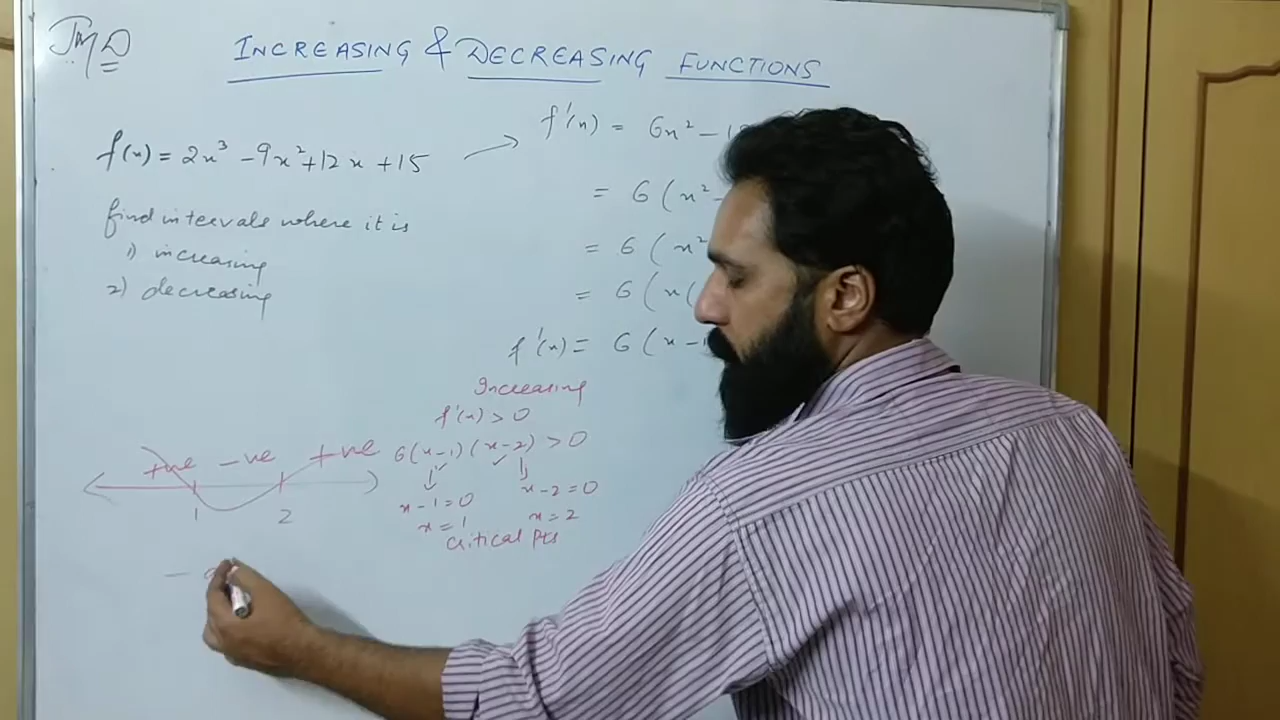 JMD
INCREASING & DECREASING FUNCTIONS
f(x) = 2x³ - 9x² + 12x + 15
find intervals where it is
1) increasing
2) decreasing
f'(x) = 6x² - 1
= 6(x² -
= 6(x²
= 6(x(
f'(x) = 6(x-1
Increasing
f'(x) > 0
6(x-1)(x-2) > 0
x-1=0 x-2=0
x=1 x=2
Critical Pts
+ve -ve +ve
1 2
-